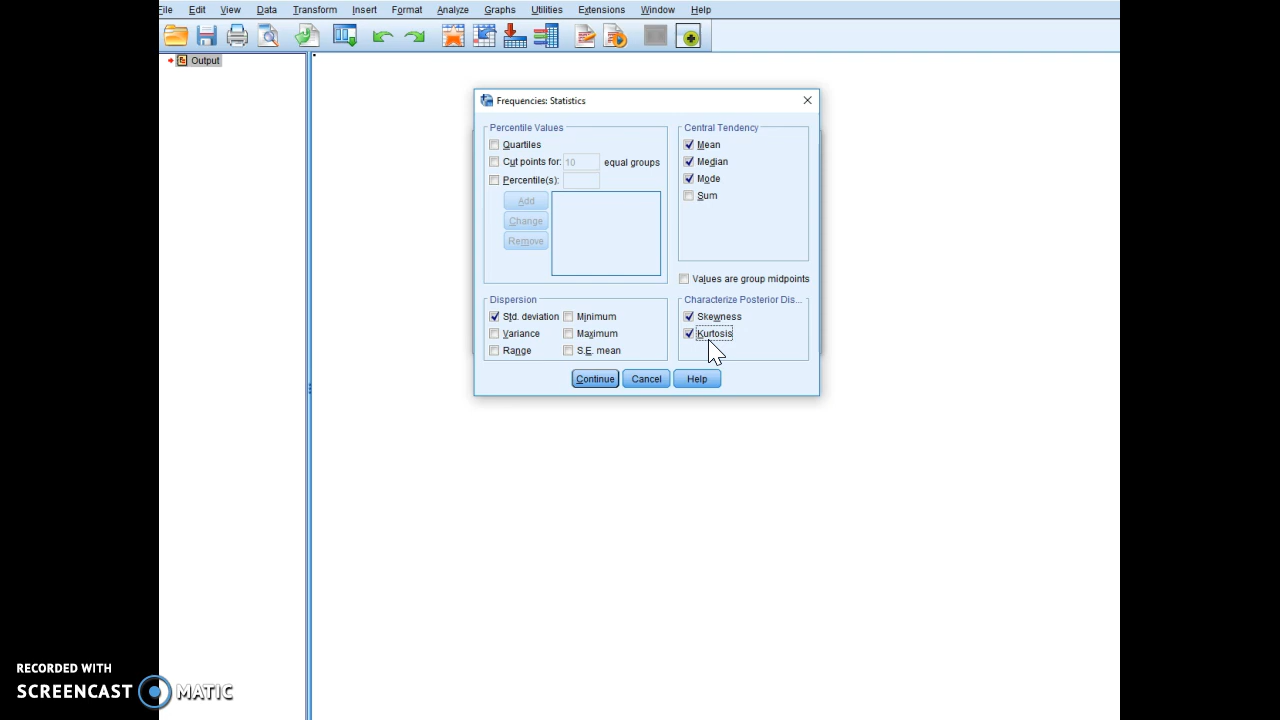 File Edit View Data Transform Insert Format Analyze Graphs Utilities Extensions Window Help
Output
Frequencies: Statistics
Percentile Values
Quartiles
Cut points for: 10 equal groups
Percentile(s):
Add
Change
Remove
Central Tendency
Mean
Median
Mode
Sum
Values are group midpoints
Dispersion
Std. deviation Minimum
Variance Maximum
Range S.E. mean
Characterize Posterior Dis...
Skewness
Kurtosis
Continue Cancel Help
RECORDED WITH
SCREENCAST MATIC